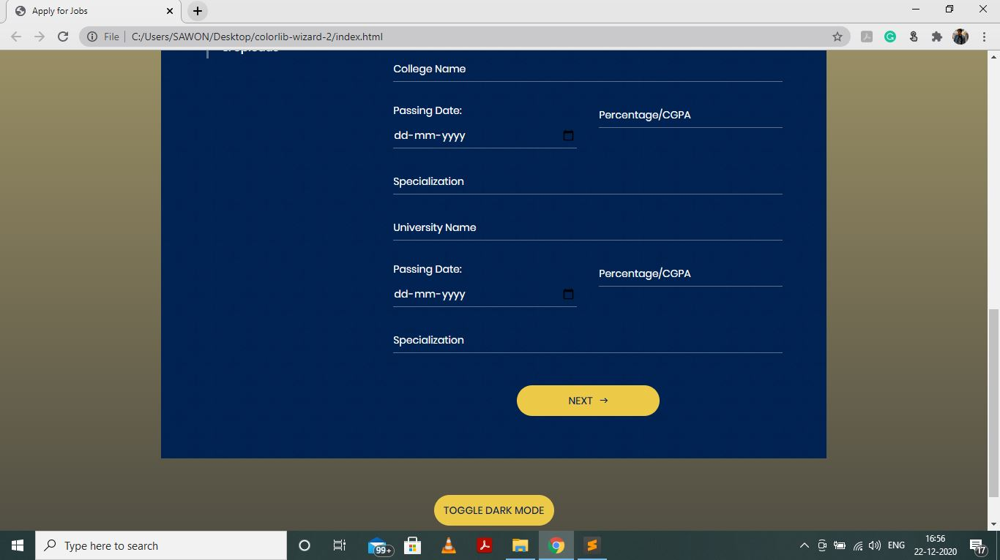 Apply for Jobs
File
C:/Users/SAWON/Desktop/colorlib-wizard-2/index.html
College Name
Passing Date:
Percentage/CGPA
dd-mm-yyyy
Specialization
University Name
Passing Date:
Percentage/CGPA
dd-mm-yyyy
Specialization
NEXT →
TOGGLE DARK MODE
Type here to search
99+
ENG
16:56
22-12-2020
17